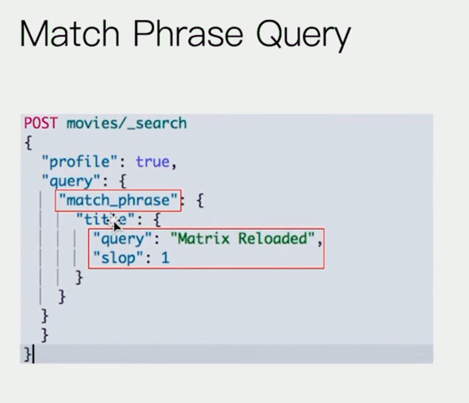 Match Phrase Query
POST movies/_search
{
"profile": true,
"query": {
"match_phrase": {
"title": {
"query": "Matrix Reloaded",
"slop": 1
}
}
}
}
}